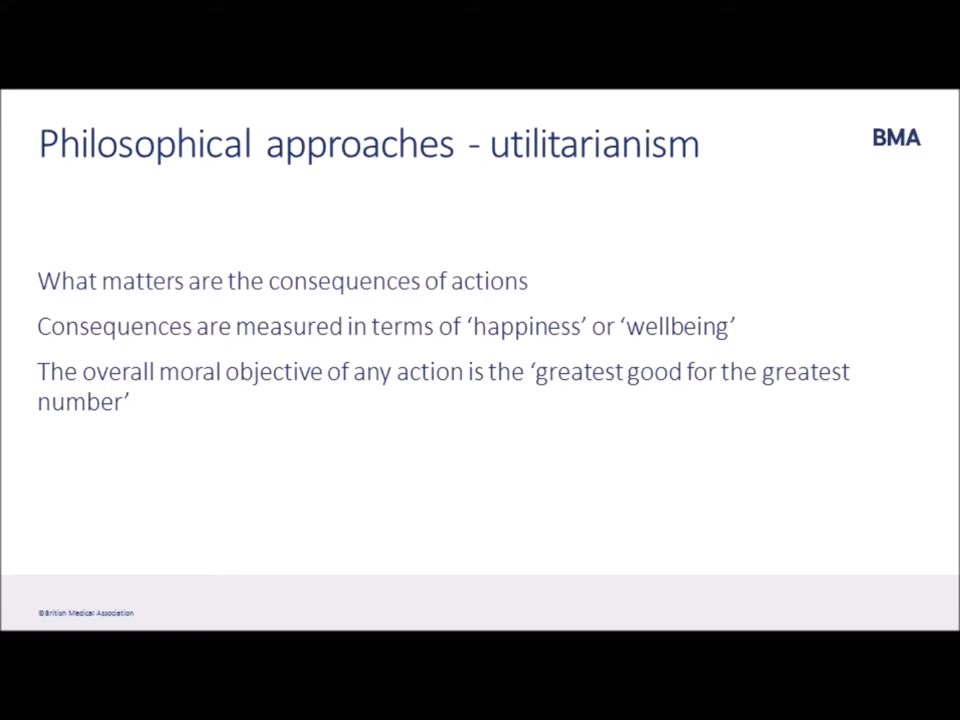 Philosophical approaches - utilitarianism
BMA
What matters are the consequences of actions
Consequences are measured in terms of ‘happiness’ or ‘wellbeing’
The overall moral objective of any action is the ‘greatest good for the greatest
number’
©British Medical Association